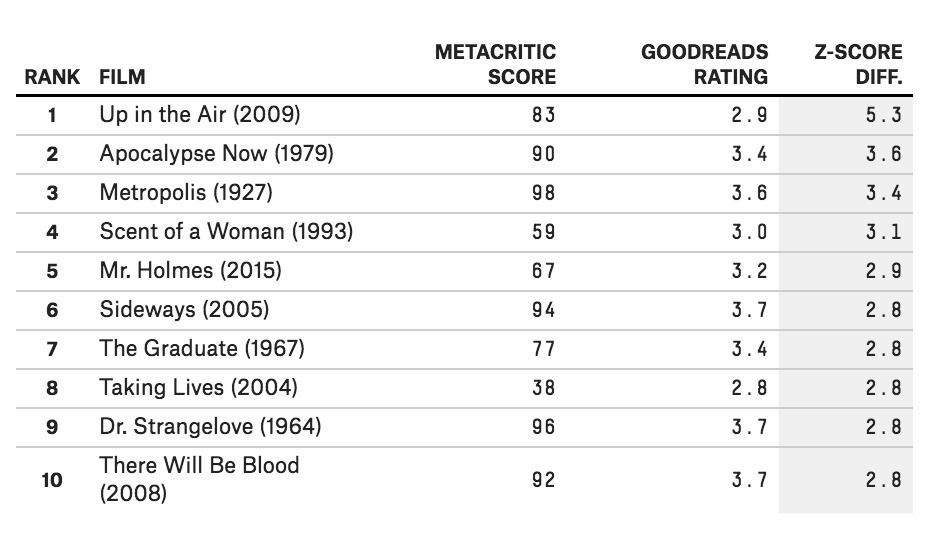 METACRITIC GOODREADS Z-SCORE
RANK FILM SCORE RATING DIFF.
1 Up in the Air (2009) 83 2.9 5.3
2 Apocalypse Now (1979) 90 3.4 3.6
3 Metropolis (1927) 98 3.6 3.4
4 Scent of a Woman (1993) 59 3.0 3.1
5 Mr. Holmes (2015) 67 3.2 2.9
6 Sideways (2005) 94 3.7 2.8
7 The Graduate (1967) 77 3.4 2.8
8 Taking Lives (2004) 38 2.8 2.8
9 Dr. Strangelove (1964) 96 3.7 2.8
10 There Will Be Blood 92 3.7 2.8
(2008)